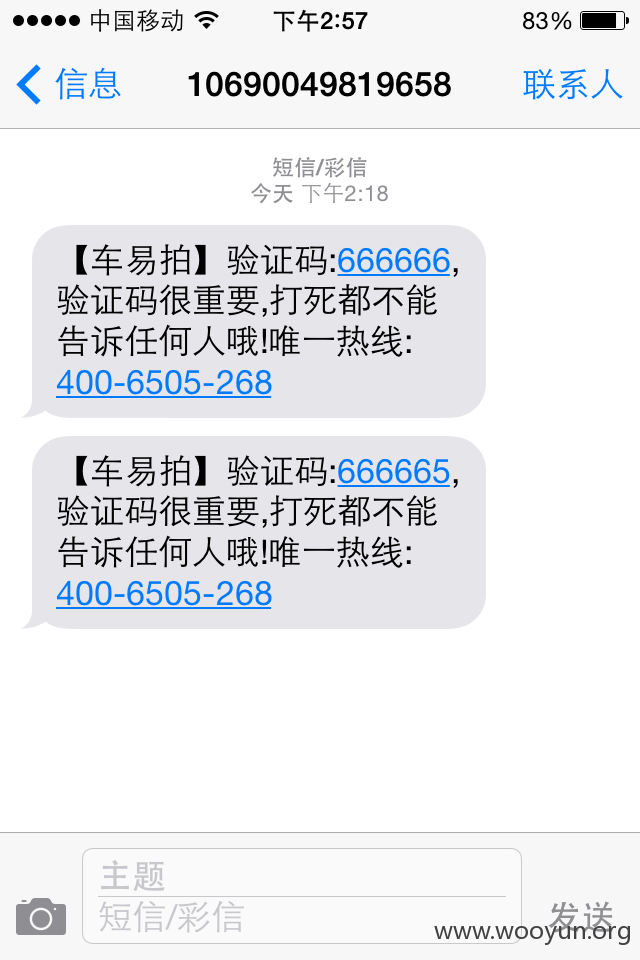 中国移动 下午2:57 83%
信息 10690049819658 联系人
短信/彩信
今天 下午2:18
【车易拍】验证码:666666,
验证码很重要,打死都不能
告诉任何人哦!唯一热线:
400-6505-268
【车易拍】验证码:666665,
验证码很重要,打死都不能
告诉任何人哦!唯一热线:
400-6505-268
主题
短信/彩信 发送
www.wooyun.org